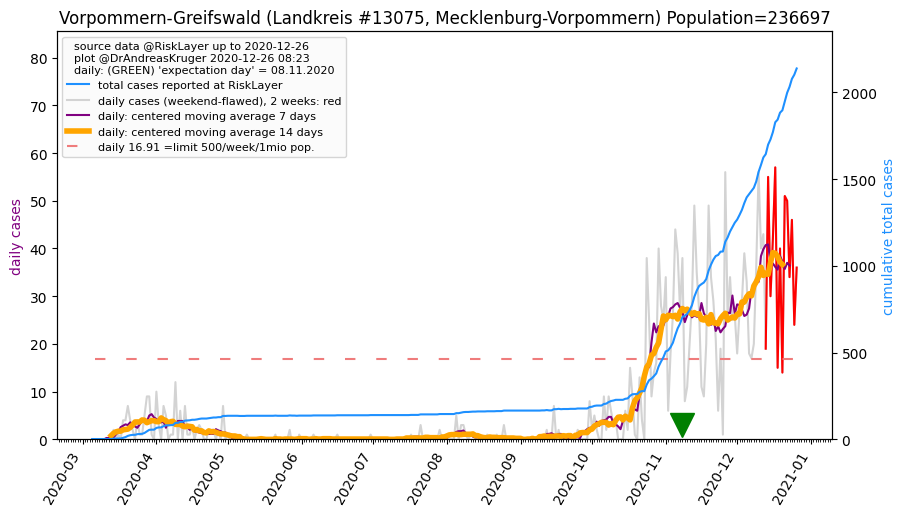 Vorpommern-Greifswald (Landkreis #13075, Mecklenburg-Vorpommern) Population=236697
source data @RiskLayer up to 2020-12-26
plot @DrAndreasKruger 2020-12-26 08:23
daily: (GREEN) 'expectation day' = 08.11.2020
total cases reported at RiskLayer
daily cases (weekend-flawed), 2 weeks: red
daily: centered moving average 7 days
daily: centered moving average 14 days
daily 16.91 =limit 500/week/1mio pop.
daily cases
80
70
60
50
40
30
20
10
0
cumulative total cases
2000
1500
1000
500
0
2020-03
2020-04
2020-05
2020-06
2020-07
2020-08
2020-09
2020-10
2020-11
2020-12
2021-01